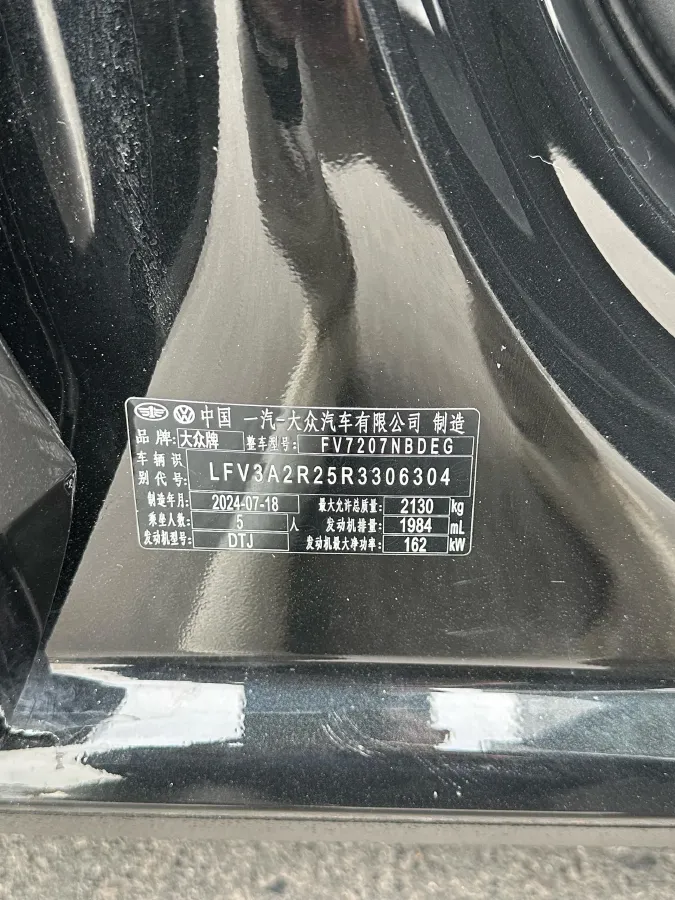 中国 一汽-大众汽车有限公司 制造
品 牌: 大众牌 整车型号: FV7207NBDEG
车辆识别代号: LFV3A2R25R3306304
制造年月: 2024-07-18 最大允许总质量: 2130 kg
乘坐人数: 5 人 发动机排量: 1984 mL
发动机型号: DTJ 发动机最大净功率: 162 kW